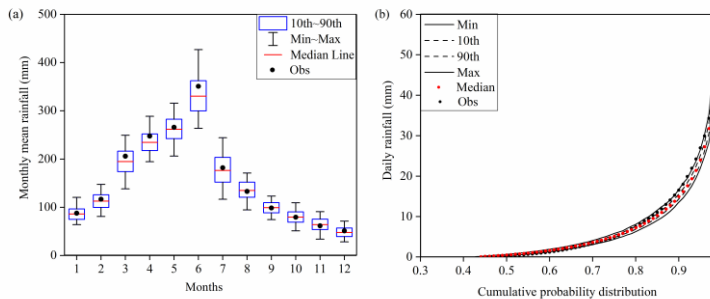 (a)
500
400
300
200
100
0
Monthly mean rainfall (mm)
10th~90th
Min~Max
Median Line
Obs
1 2 3 4 5 6 7 8 9 10 11 12
Months
(b)
60
50
40
30
20
10
0
Daily rainfall (mm)
Min
10th
90th
Max
Median
Obs
0.3 0.4 0.5 0.6 0.7 0.8 0.9
Cumulative probability distribution